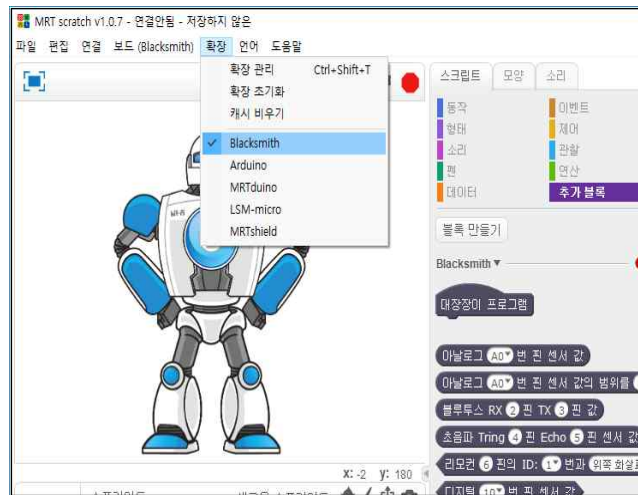 MRT scratch v1.0.7 - 연결안됨 - 저장하지 않은
파일 편집 연결 보드 (Blacksmith) 확장 언어 도움말
확장 관리 Ctrl+Shift+T
확장 초기화
캐시 비우기
Blacksmith
Arduino
MRTduino
LSM-micro
MRTshield
x: -2 y: 180
스크립트 모양 소리
동작 이벤트
형태 제어
소리 관찰
펜 연산
데이터 추가 블록
블록 만들기
Blacksmith
대장장이 프로그램
아날로그 A0 번 핀 센서 값
아날로그 A0 번 핀 센서 값의 범위를
블루투스 RX 2 핀 TX 3 핀 값
초음파 Tring 4 핀 Echo 5 핀 센서 값
리모컨 6 핀의 ID: 1 번과 왼쪽 화살표
디지털 10 번 핀 센서 값